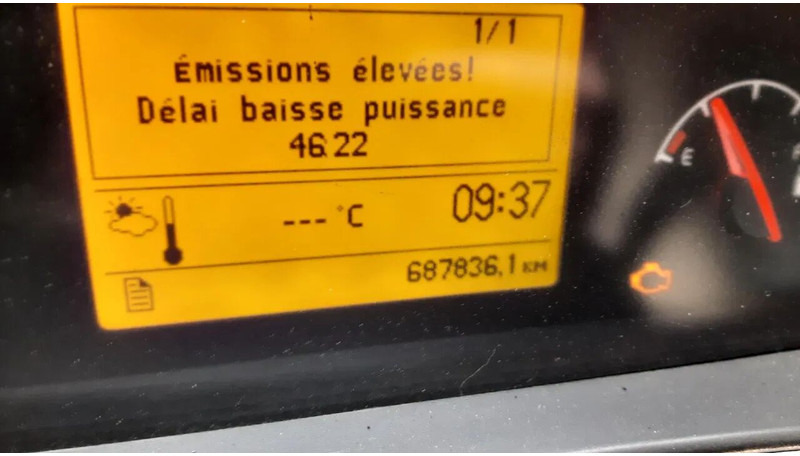 1/1
Émissions élevées!
Délai baisse puissance
46:22
--- °C 09:37
687836,1 KM
E